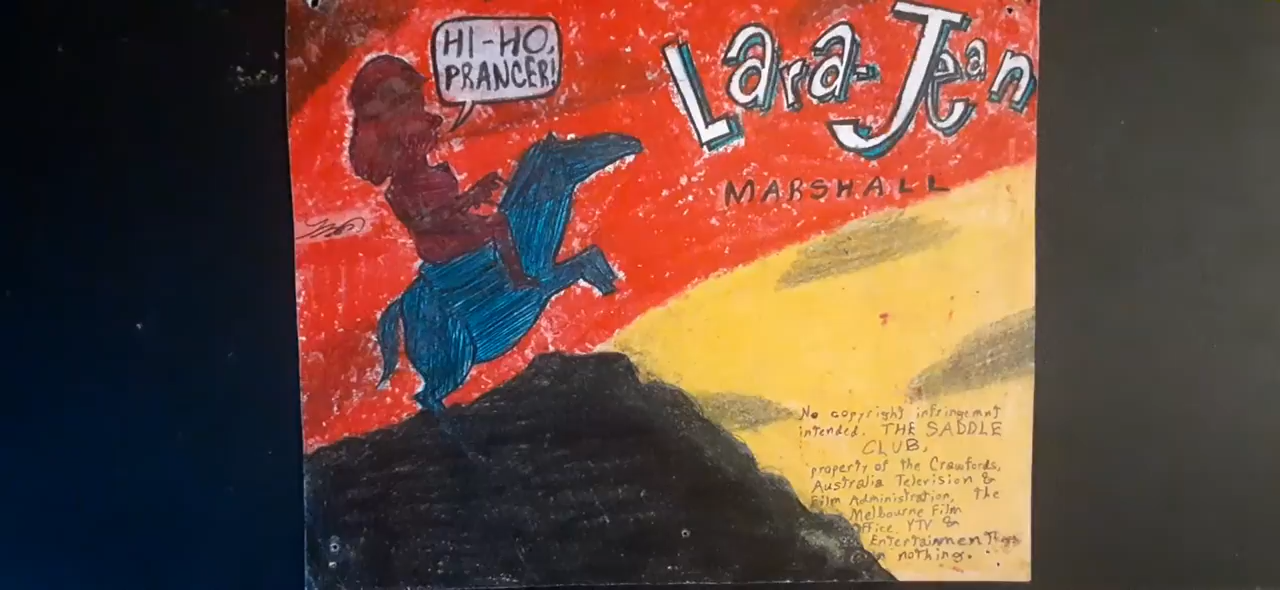 HI-HO,
PRANCER!
Lara-Jean
MARSHALL
No copyright infringemnt
intended. THE SADDLE
CLUB,
property of the Crawfords,
Australia Television &
Film Administration, the
Melbourne Film
Office. YTV &
Entertainment
nothing.